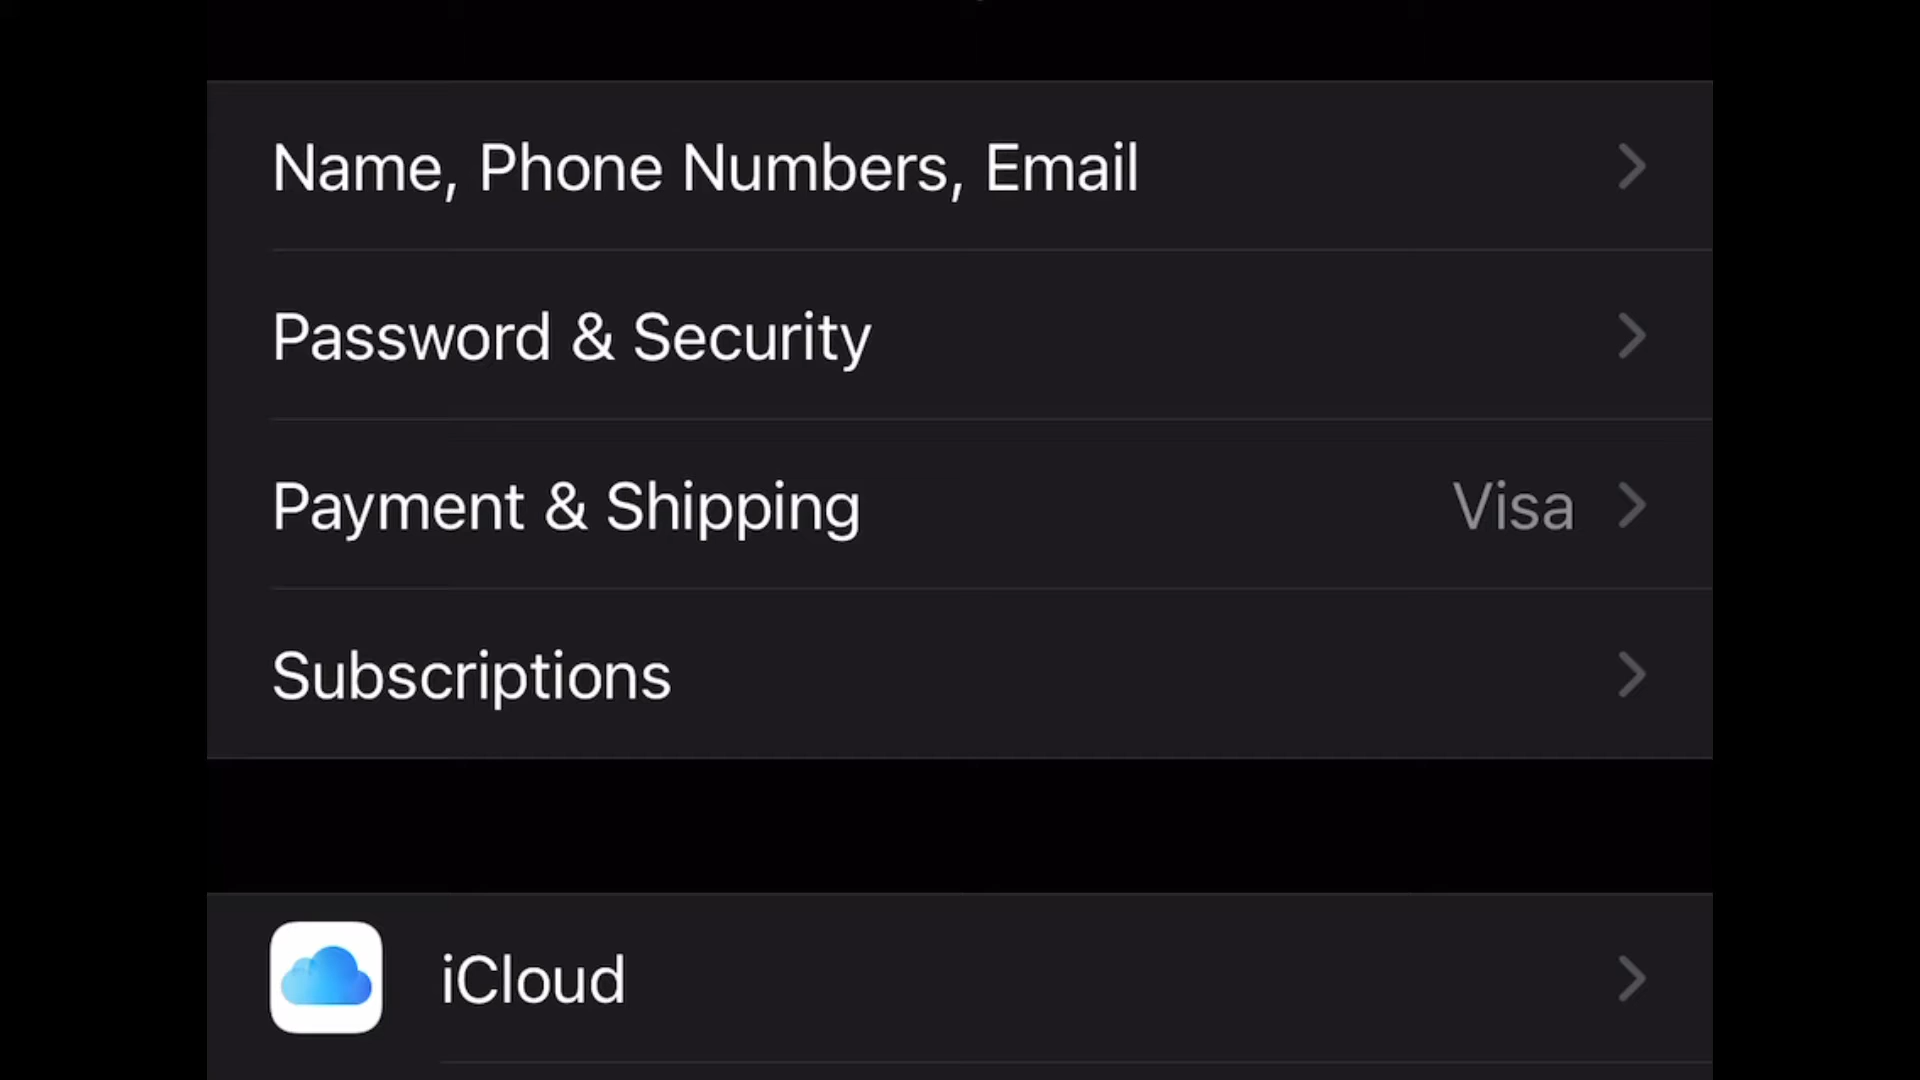 Name, Phone Numbers, Email
Password & Security
Payment & Shipping Visa
Subscriptions
iCloud